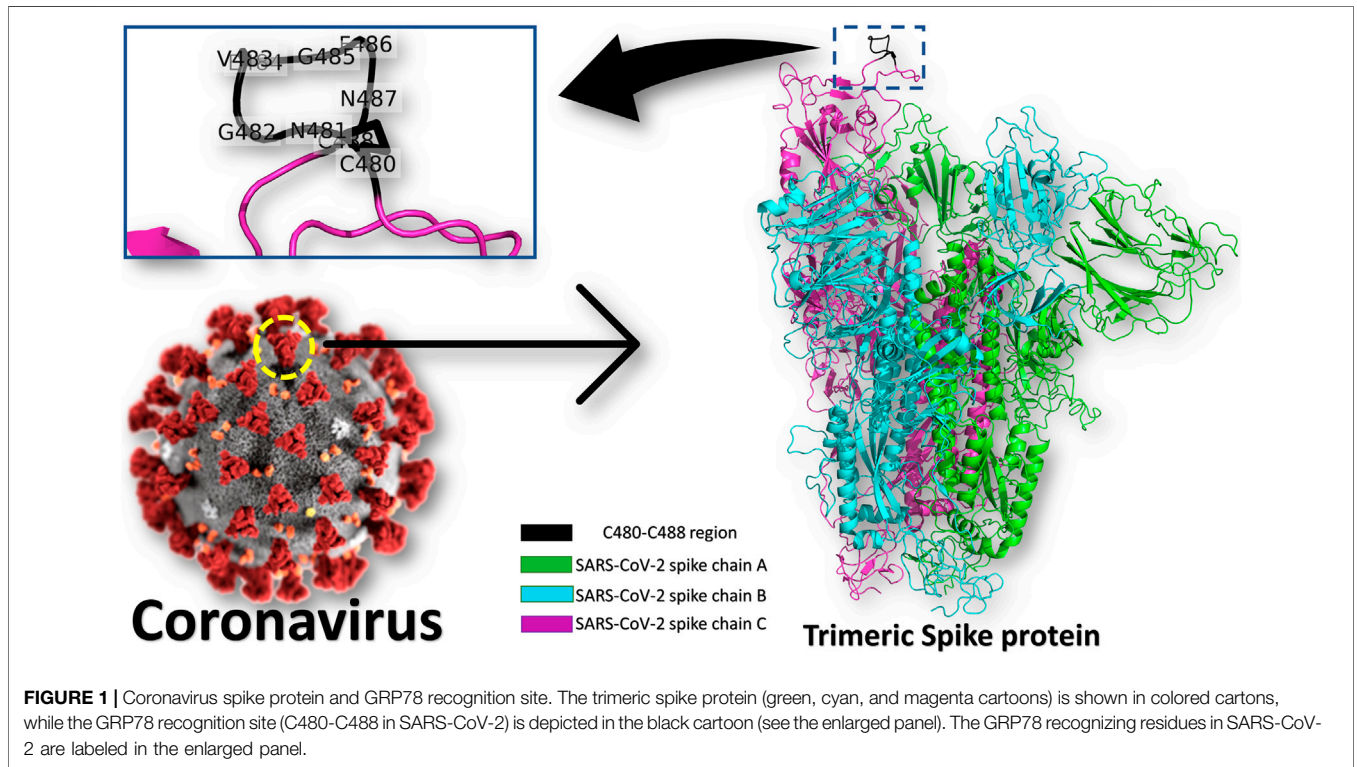 F486
V483
G485
N487
G482
N481
C480
C480-C488 region
SARS-CoV-2 spike chain A
SARS-CoV-2 spike chain B
SARS-CoV-2 spike chain C
Coronavirus
Trimeric Spike protein
FIGURE 1 | Coronavirus spike protein and GRP78 recognition site. The trimeric spike protein (green, cyan, and magenta cartoons) is shown in colored cartons,
while the GRP78 recognition site (C480-C488 in SARS-CoV-2) is depicted in the black cartoon (see the enlarged panel). The GRP78 recognizing residues in SARS-CoV-
2 are labeled in the enlarged panel.